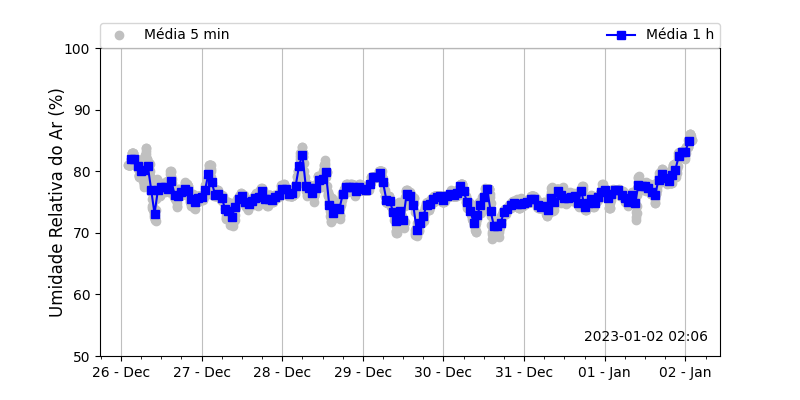 Média 5 min
Média 1 h
100
90
80
70
60
50
Umidade Relativa do Ar (%)
2023-01-02 02:06
26 - Dec
27 - Dec
28 - Dec
29 - Dec
30 - Dec
31 - Dec
01 - Jan
02 - Jan